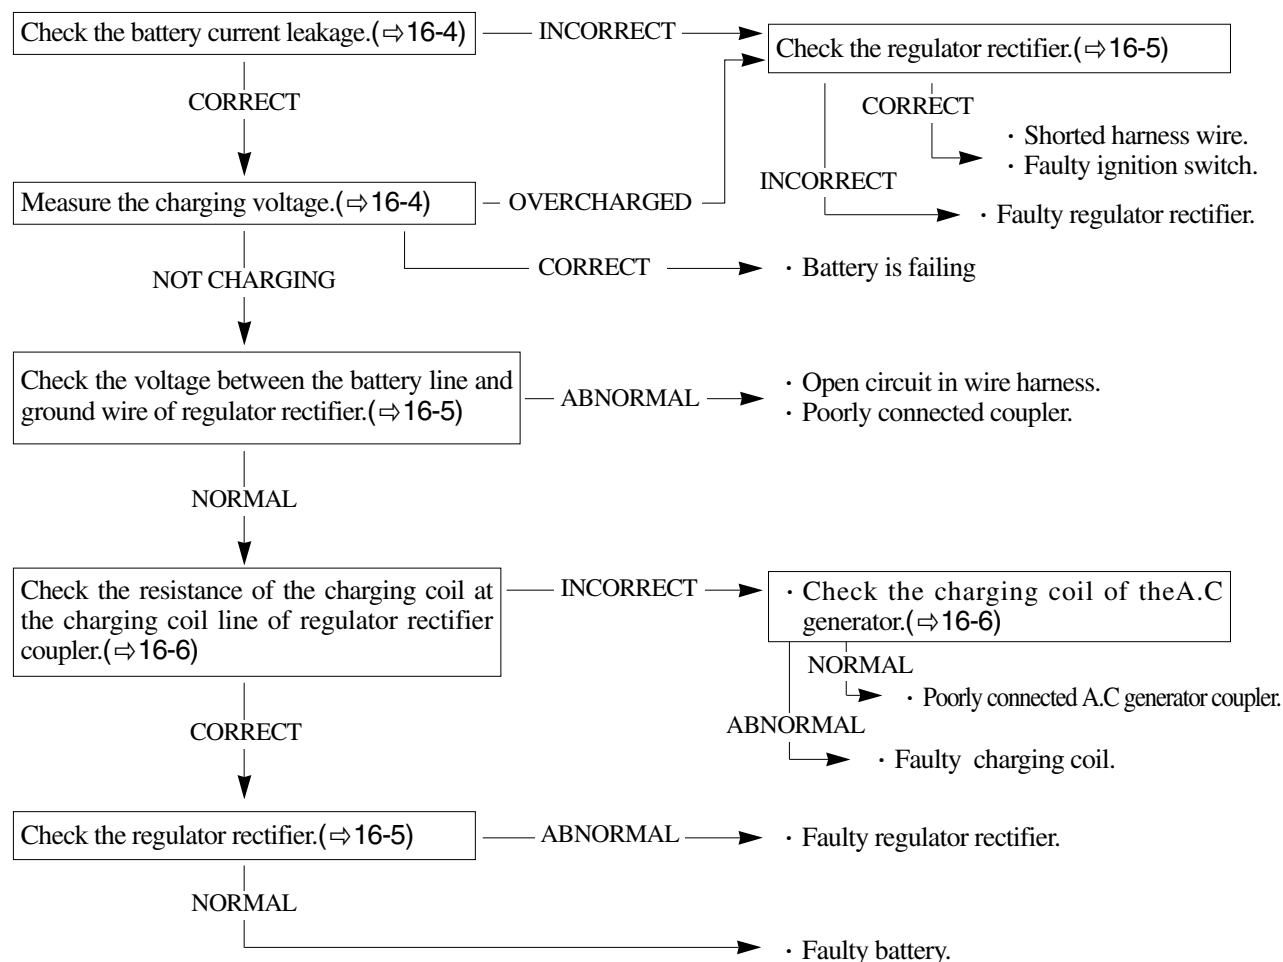 Check the battery current leakage.(⇨16-4)
INCORRECT
Check the regulator rectifier.(⇨16-5)
CORRECT
CORRECT
· Shorted harness wire.
· Faulty ignition switch.
INCORRECT
· Faulty regulator rectifier.
Measure the charging voltage.(⇨16-4)
OVERCHARGED
NOT CHARGING
CORRECT
· Battery is failing
Check the voltage between the battery line and
ground wire of regulator rectifier.(⇨16-5)
ABNORMAL
· Open circuit in wire harness.
· Poorly connected coupler.
NORMAL
Check the resistance of the charging coil at
the charging coil line of regulator rectifier
coupler.(⇨16-6)
INCORRECT
· Check the charging coil of theA.C
generator.(⇨16-6)
NORMAL
· Poorly connected A.C generator coupler.
ABNORMAL
· Faulty charging coil.
CORRECT
Check the regulator rectifier.(⇨16-5)
ABNORMAL
· Faulty regulator rectifier.
NORMAL
· Faulty battery.